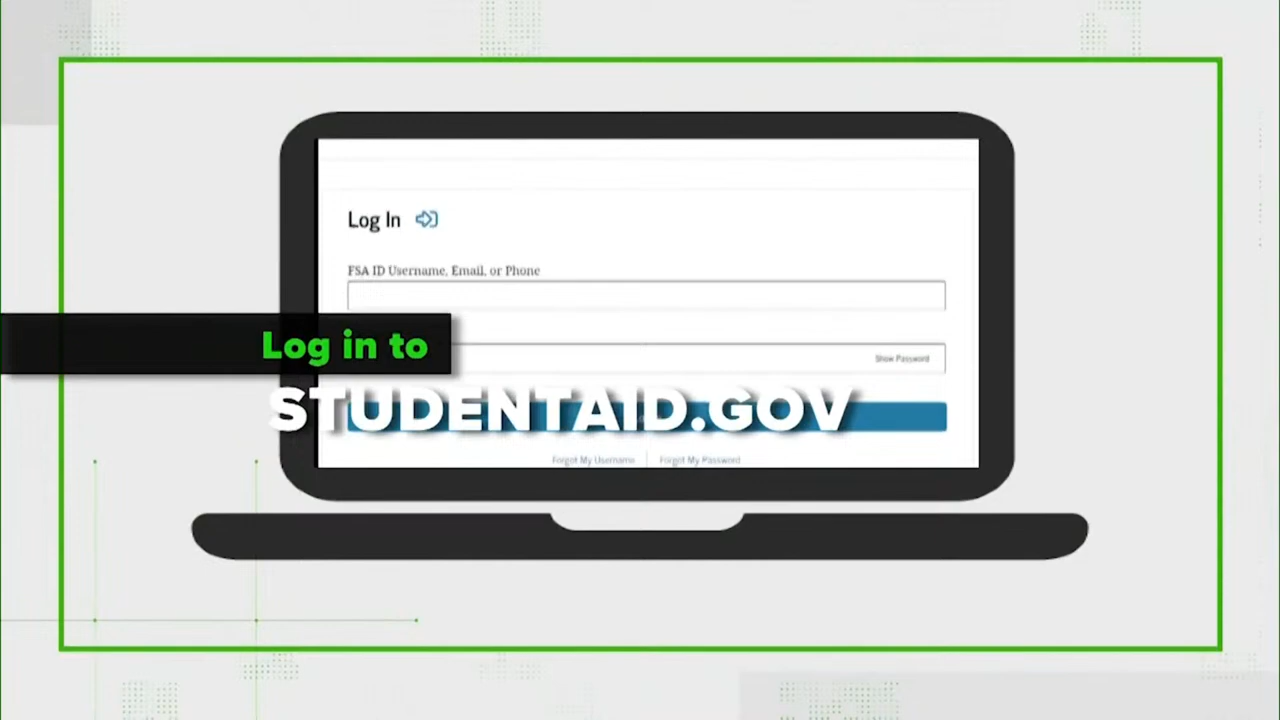 Log In
FSA ID Username, Email, or Phone
Log in to
Show Password
STUDENTAID.GOV
Forgot My Username
Forgot My Password